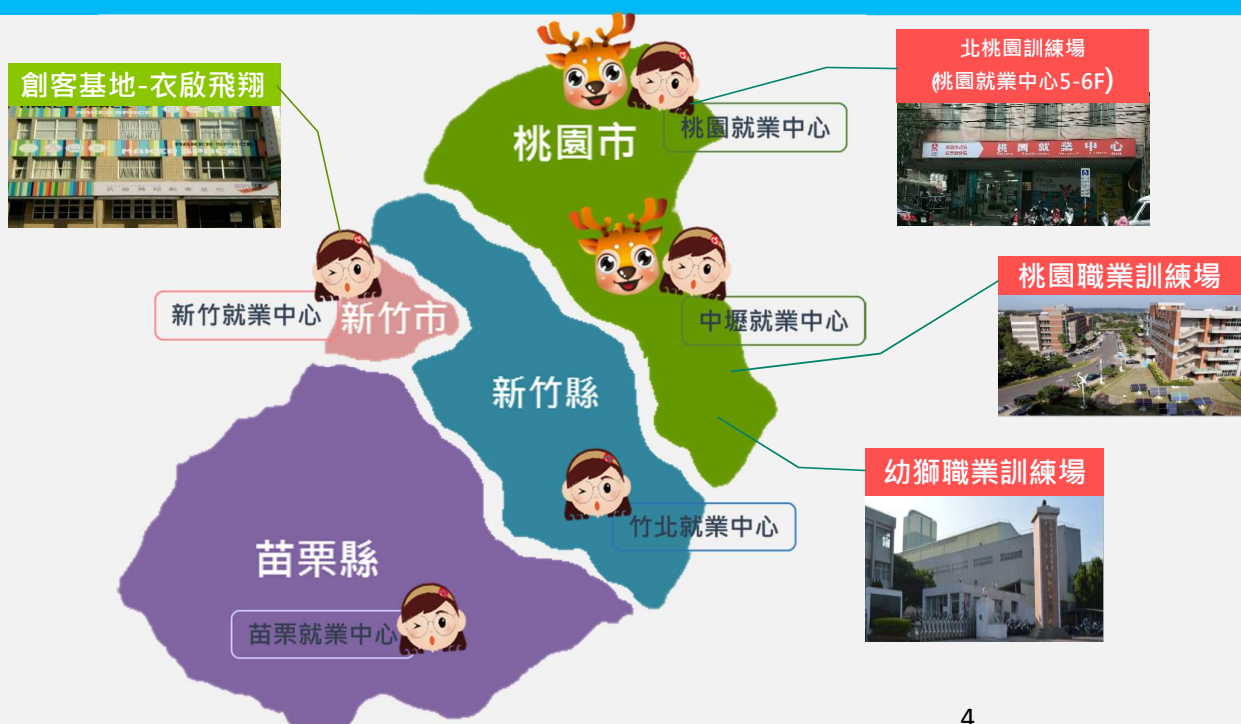 北桃園訓練場
(桃園就業中心5-6F)
創客基地-衣啟飛翔
MAKER SPACE
桃園就業中心
桃園市
桃園就業中心
桃園職業訓練場
新竹就業中心
新竹市
中壢就業中心
新竹縣
幼獅職業訓練場
竹北就業中心
苗栗縣
苗栗就業中心
4